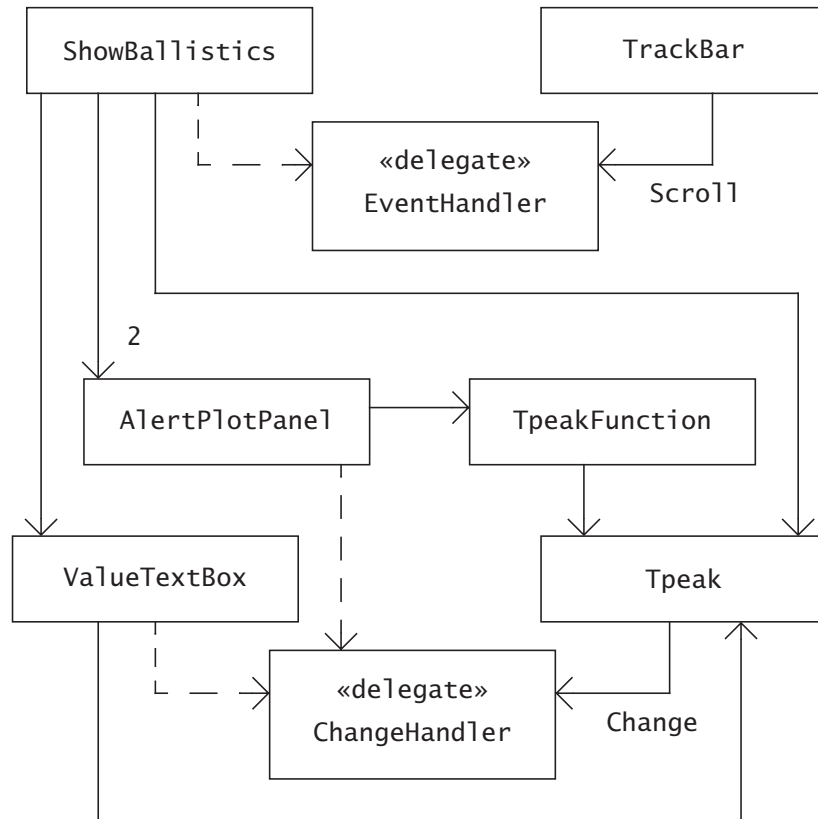 ShowBallistics
TrackBar
«delegate»
EventHandler
Scroll
2
AlertPlotPanel
TpeakFunction
ValueTextBox
Tpeak
«delegate»
ChangeHandler
Change